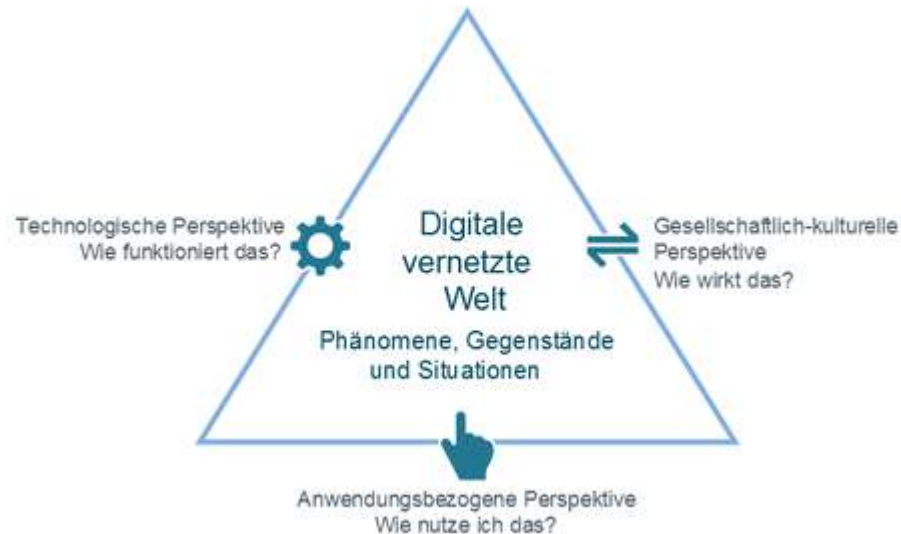 Technologische Perspektive
Wie funktioniert das?
Digitale
vernetzte
Welt
Phänomene, Gegenstände
und Situationen
Gesellschaftlich-kulturelle
Perspektive
Wie wirkt das?
Anwendungsbezogene Perspektive
Wie nutze ich das?